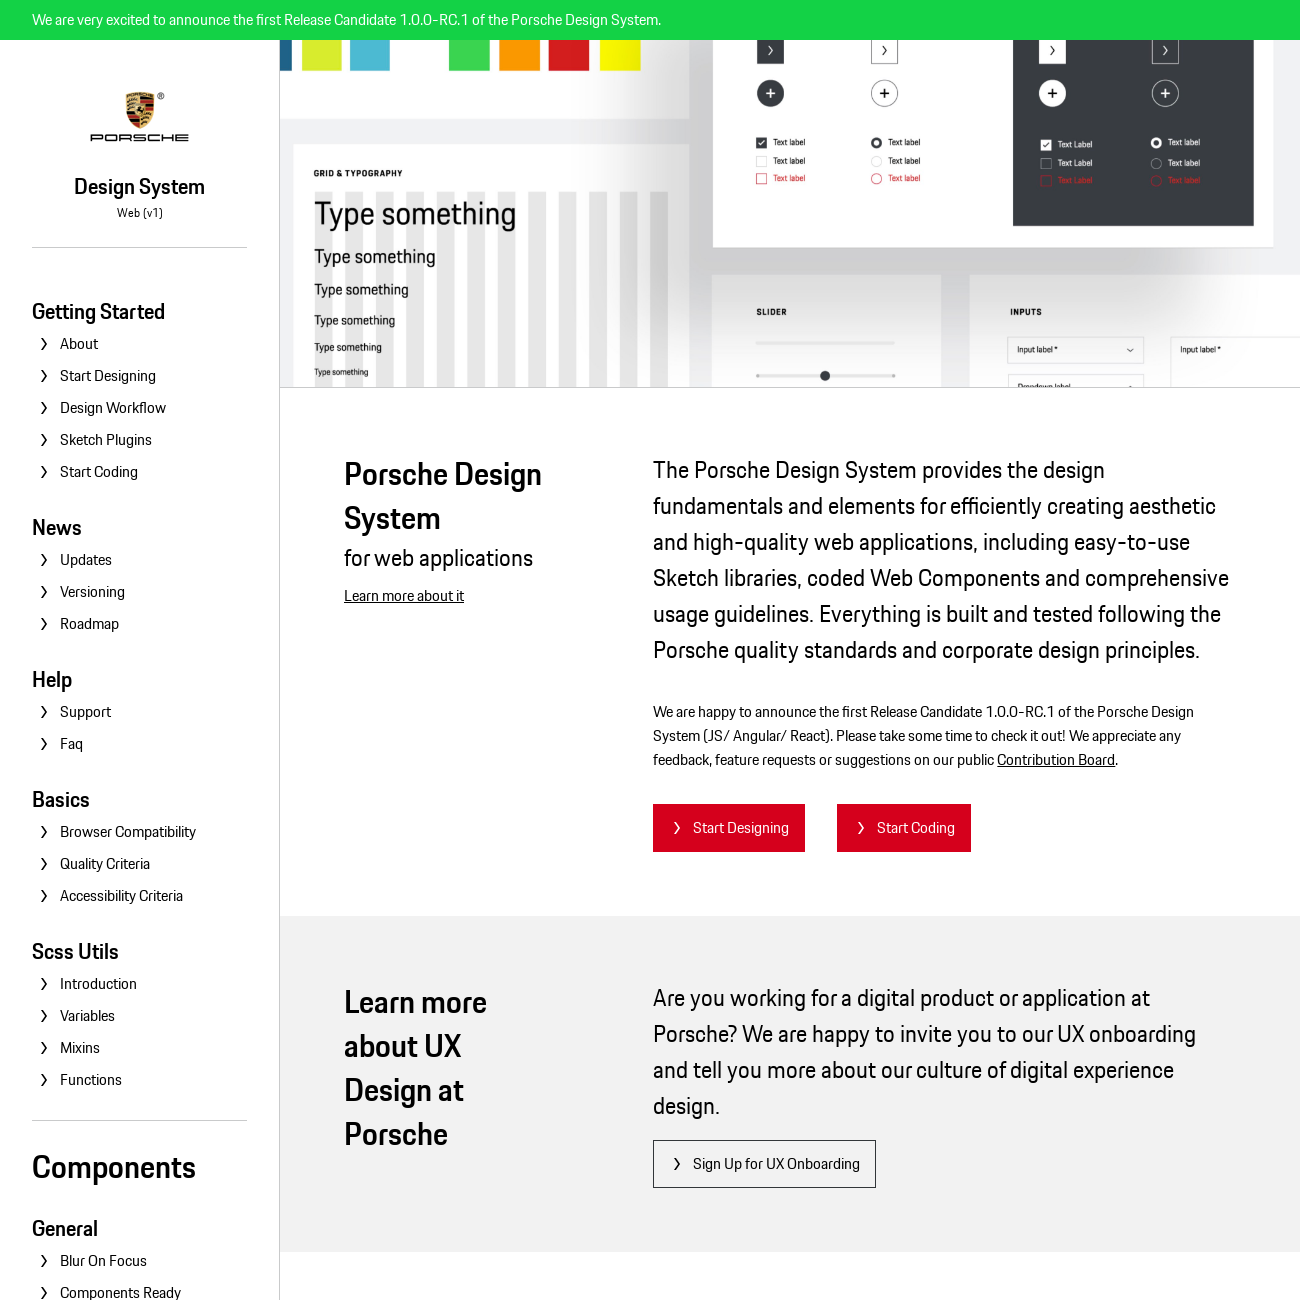 We are very excited to announce the first Release Candidate 1.0.0-RC.1 of the Porsche Design System.
PORSCHE
®
PORSCHE
Design System
Web (v1)
Getting Started
About
Start Designing
Design Workflow
Sketch Plugins
Start Coding
News
Updates
Versioning
Roadmap
Help
Support
Faq
Basics
Browser Compatibility
Quality Criteria
Accessibility Criteria
Scss Utils
Introduction
Variables
Mixins
Functions
Components
General
Blur On Focus
Components Ready
GRID & TYPOGRAPHY
Type something
Type something
Type something
Type something
Type something
Type something
Text label
Text label
Text label
Text label
Text label
Text label
Text Label
Text Label
Text Label
Text label
Text label
Text label
SLIDER
INPUTS
Input label *
Input label *
Dropdown label
Porsche Design
System
for web applications
Learn more about it
The Porsche Design System provides the design
fundamentals and elements for efficiently creating aesthetic
and high-quality web applications, including easy-to-use
Sketch libraries, coded Web Components and comprehensive
usage guidelines. Everything is built and tested following the
Porsche quality standards and corporate design principles.
We are happy to announce the first Release Candidate 1.0.0-RC.1 of the Porsche Design
System (JS/ Angular/ React). Please take some time to check it out! We appreciate any
feedback, feature requests or suggestions on our public Contribution Board.
Start Designing
Start Coding
Learn more
about UX
Design at
Porsche
Are you working for a digital product or application at
Porsche? We are happy to invite you to our UX onboarding
and tell you more about our culture of digital experience
design.
Sign Up for UX Onboarding